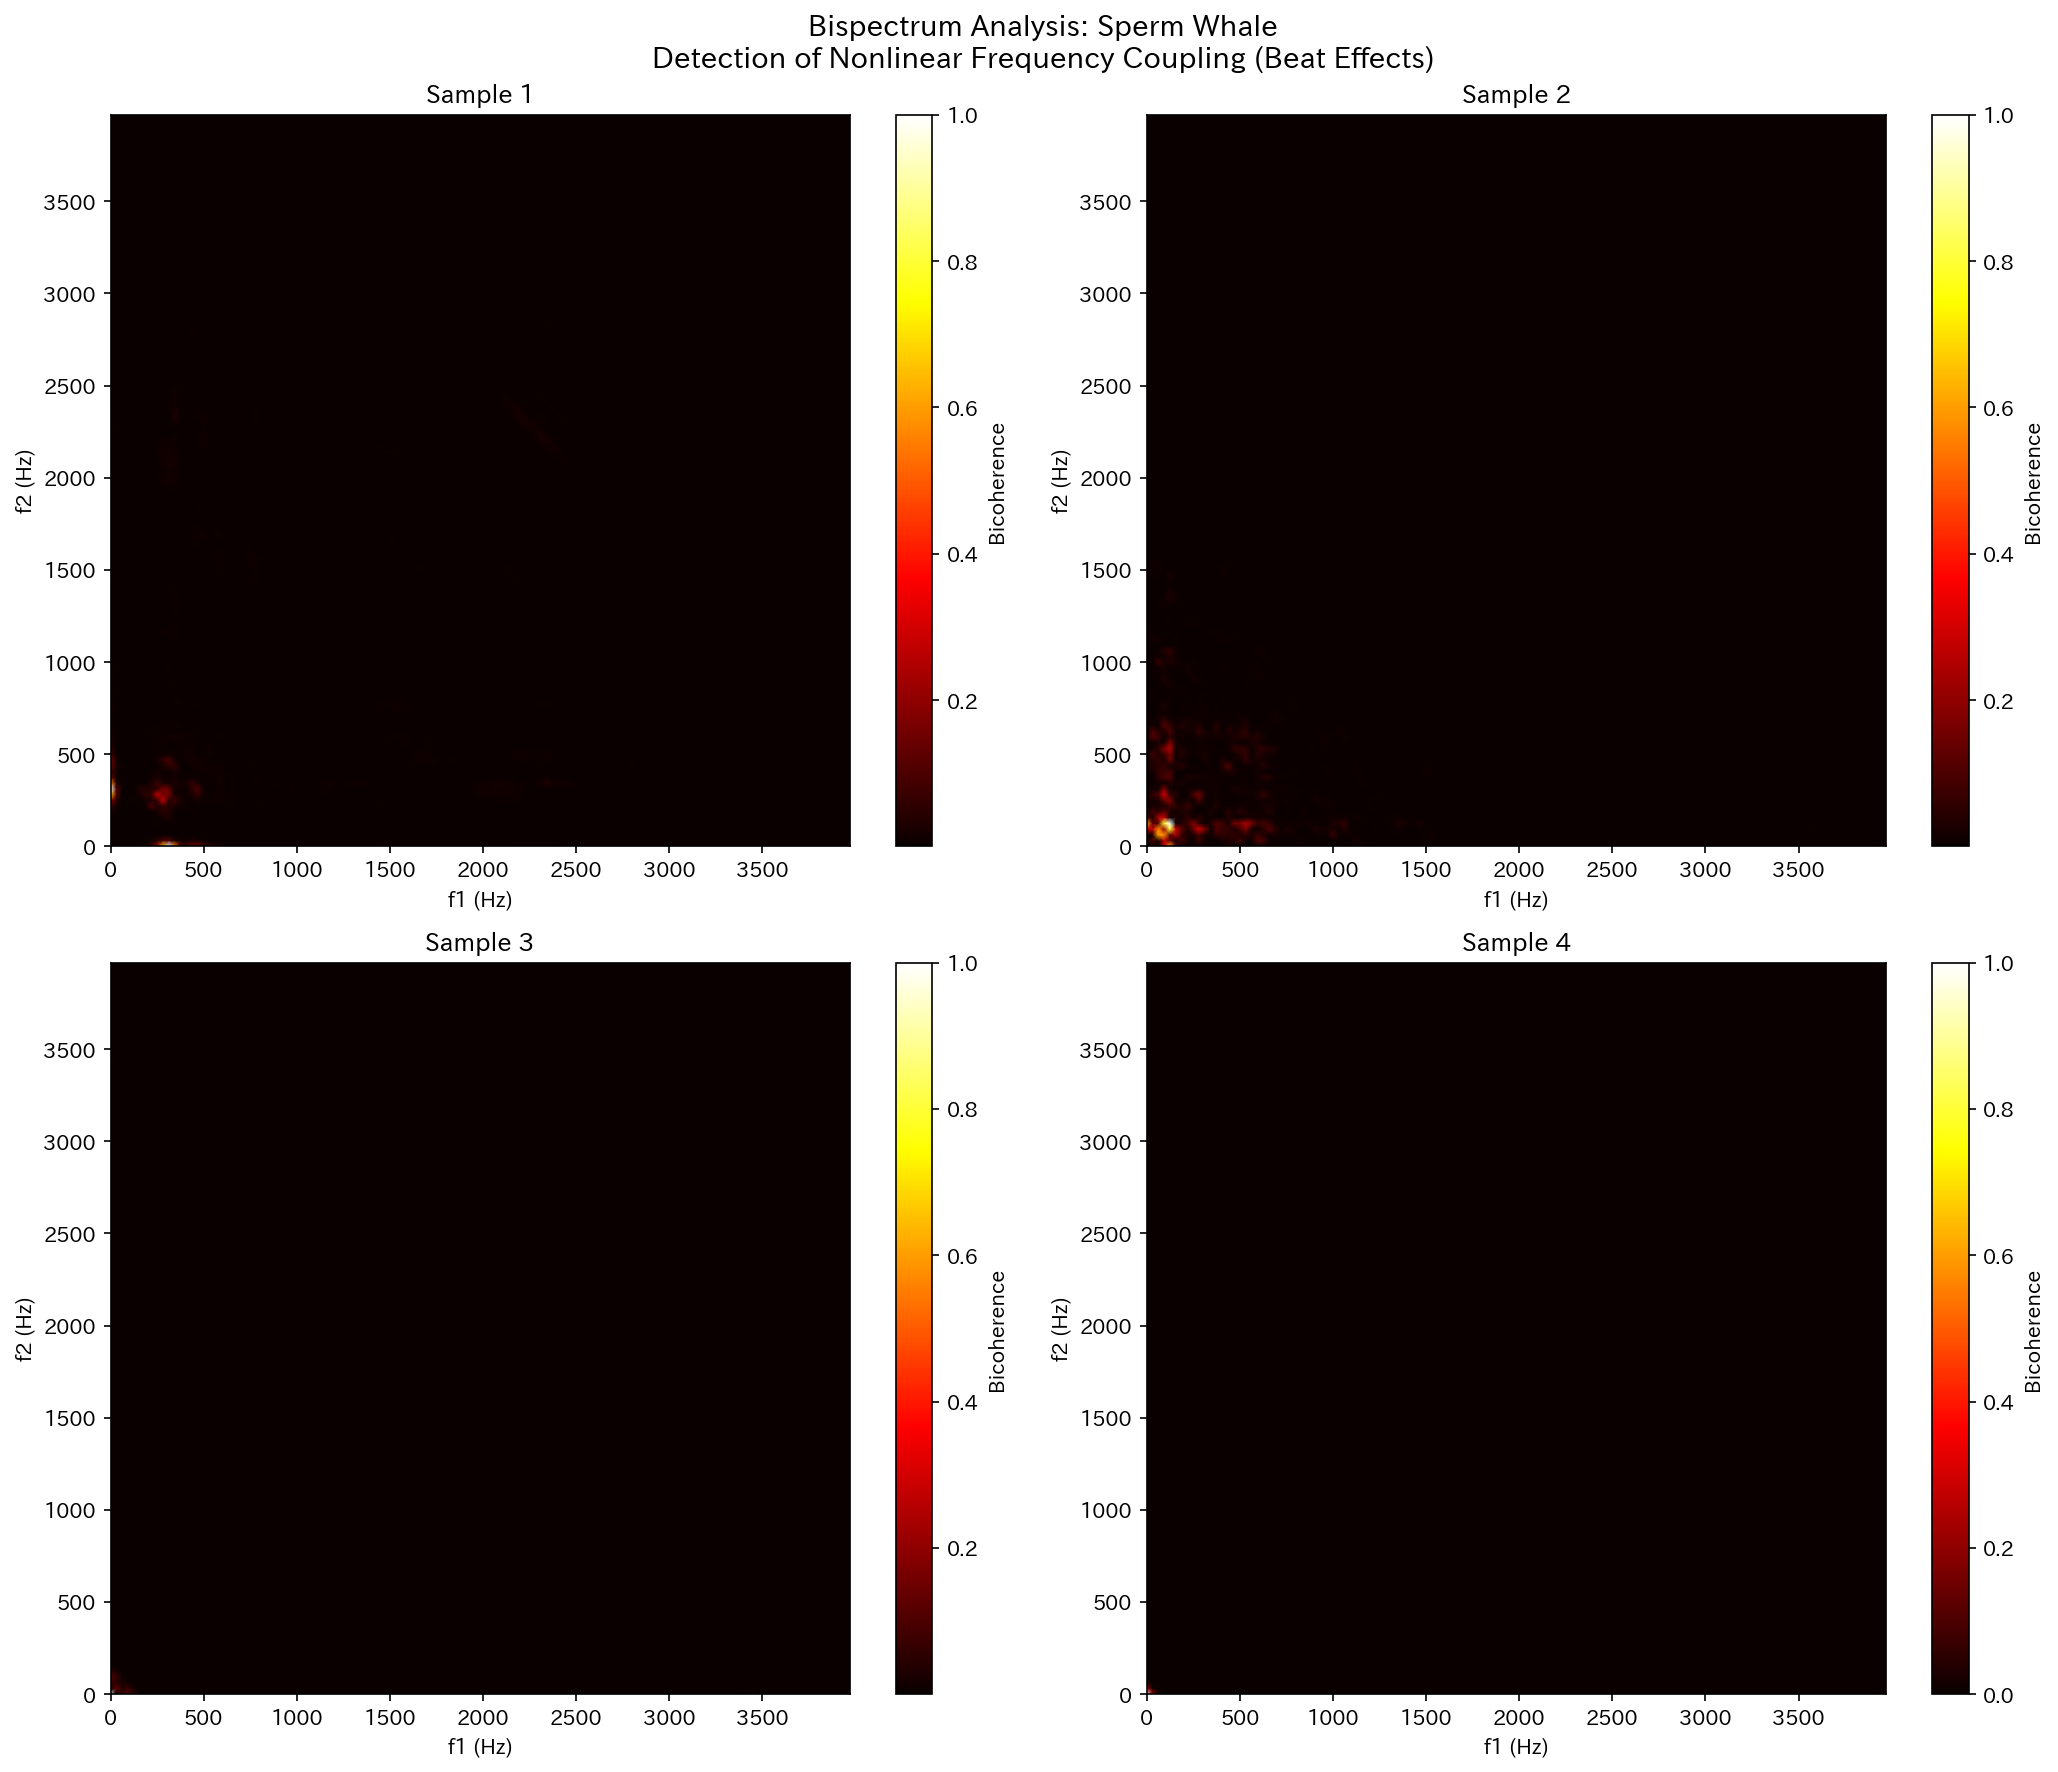 Bispectrum Analysis: Sperm Whale
Detection of Nonlinear Frequency Coupling (Beat Effects)
Sample 1
3500
3000
2500
2000
1500
1000
500
0
f2 (Hz)
0 500 1000 1500 2000 2500 3000 3500
f1 (Hz)
1.0
0.8
0.6
0.4
0.2
Bicoherence
Sample 2
3500
3000
2500
2000
1500
1000
500
0
f2 (Hz)
0 500 1000 1500 2000 2500 3000 3500
f1 (Hz)
1.0
0.8
0.6
0.4
0.2
Bicoherence
Sample 3
3500
3000
2500
2000
1500
1000
500
0
f2 (Hz)
0 500 1000 1500 2000 2500 3000 3500
f1 (Hz)
1.0
0.8
0.6
0.4
0.2
Bicoherence
Sample 4
3500
3000
2500
2000
1500
1000
500
0
f2 (Hz)
0 500 1000 1500 2000 2500 3000 3500
f1 (Hz)
1.0
0.8
0.6
0.4
0.2
0.0
Bicoherence